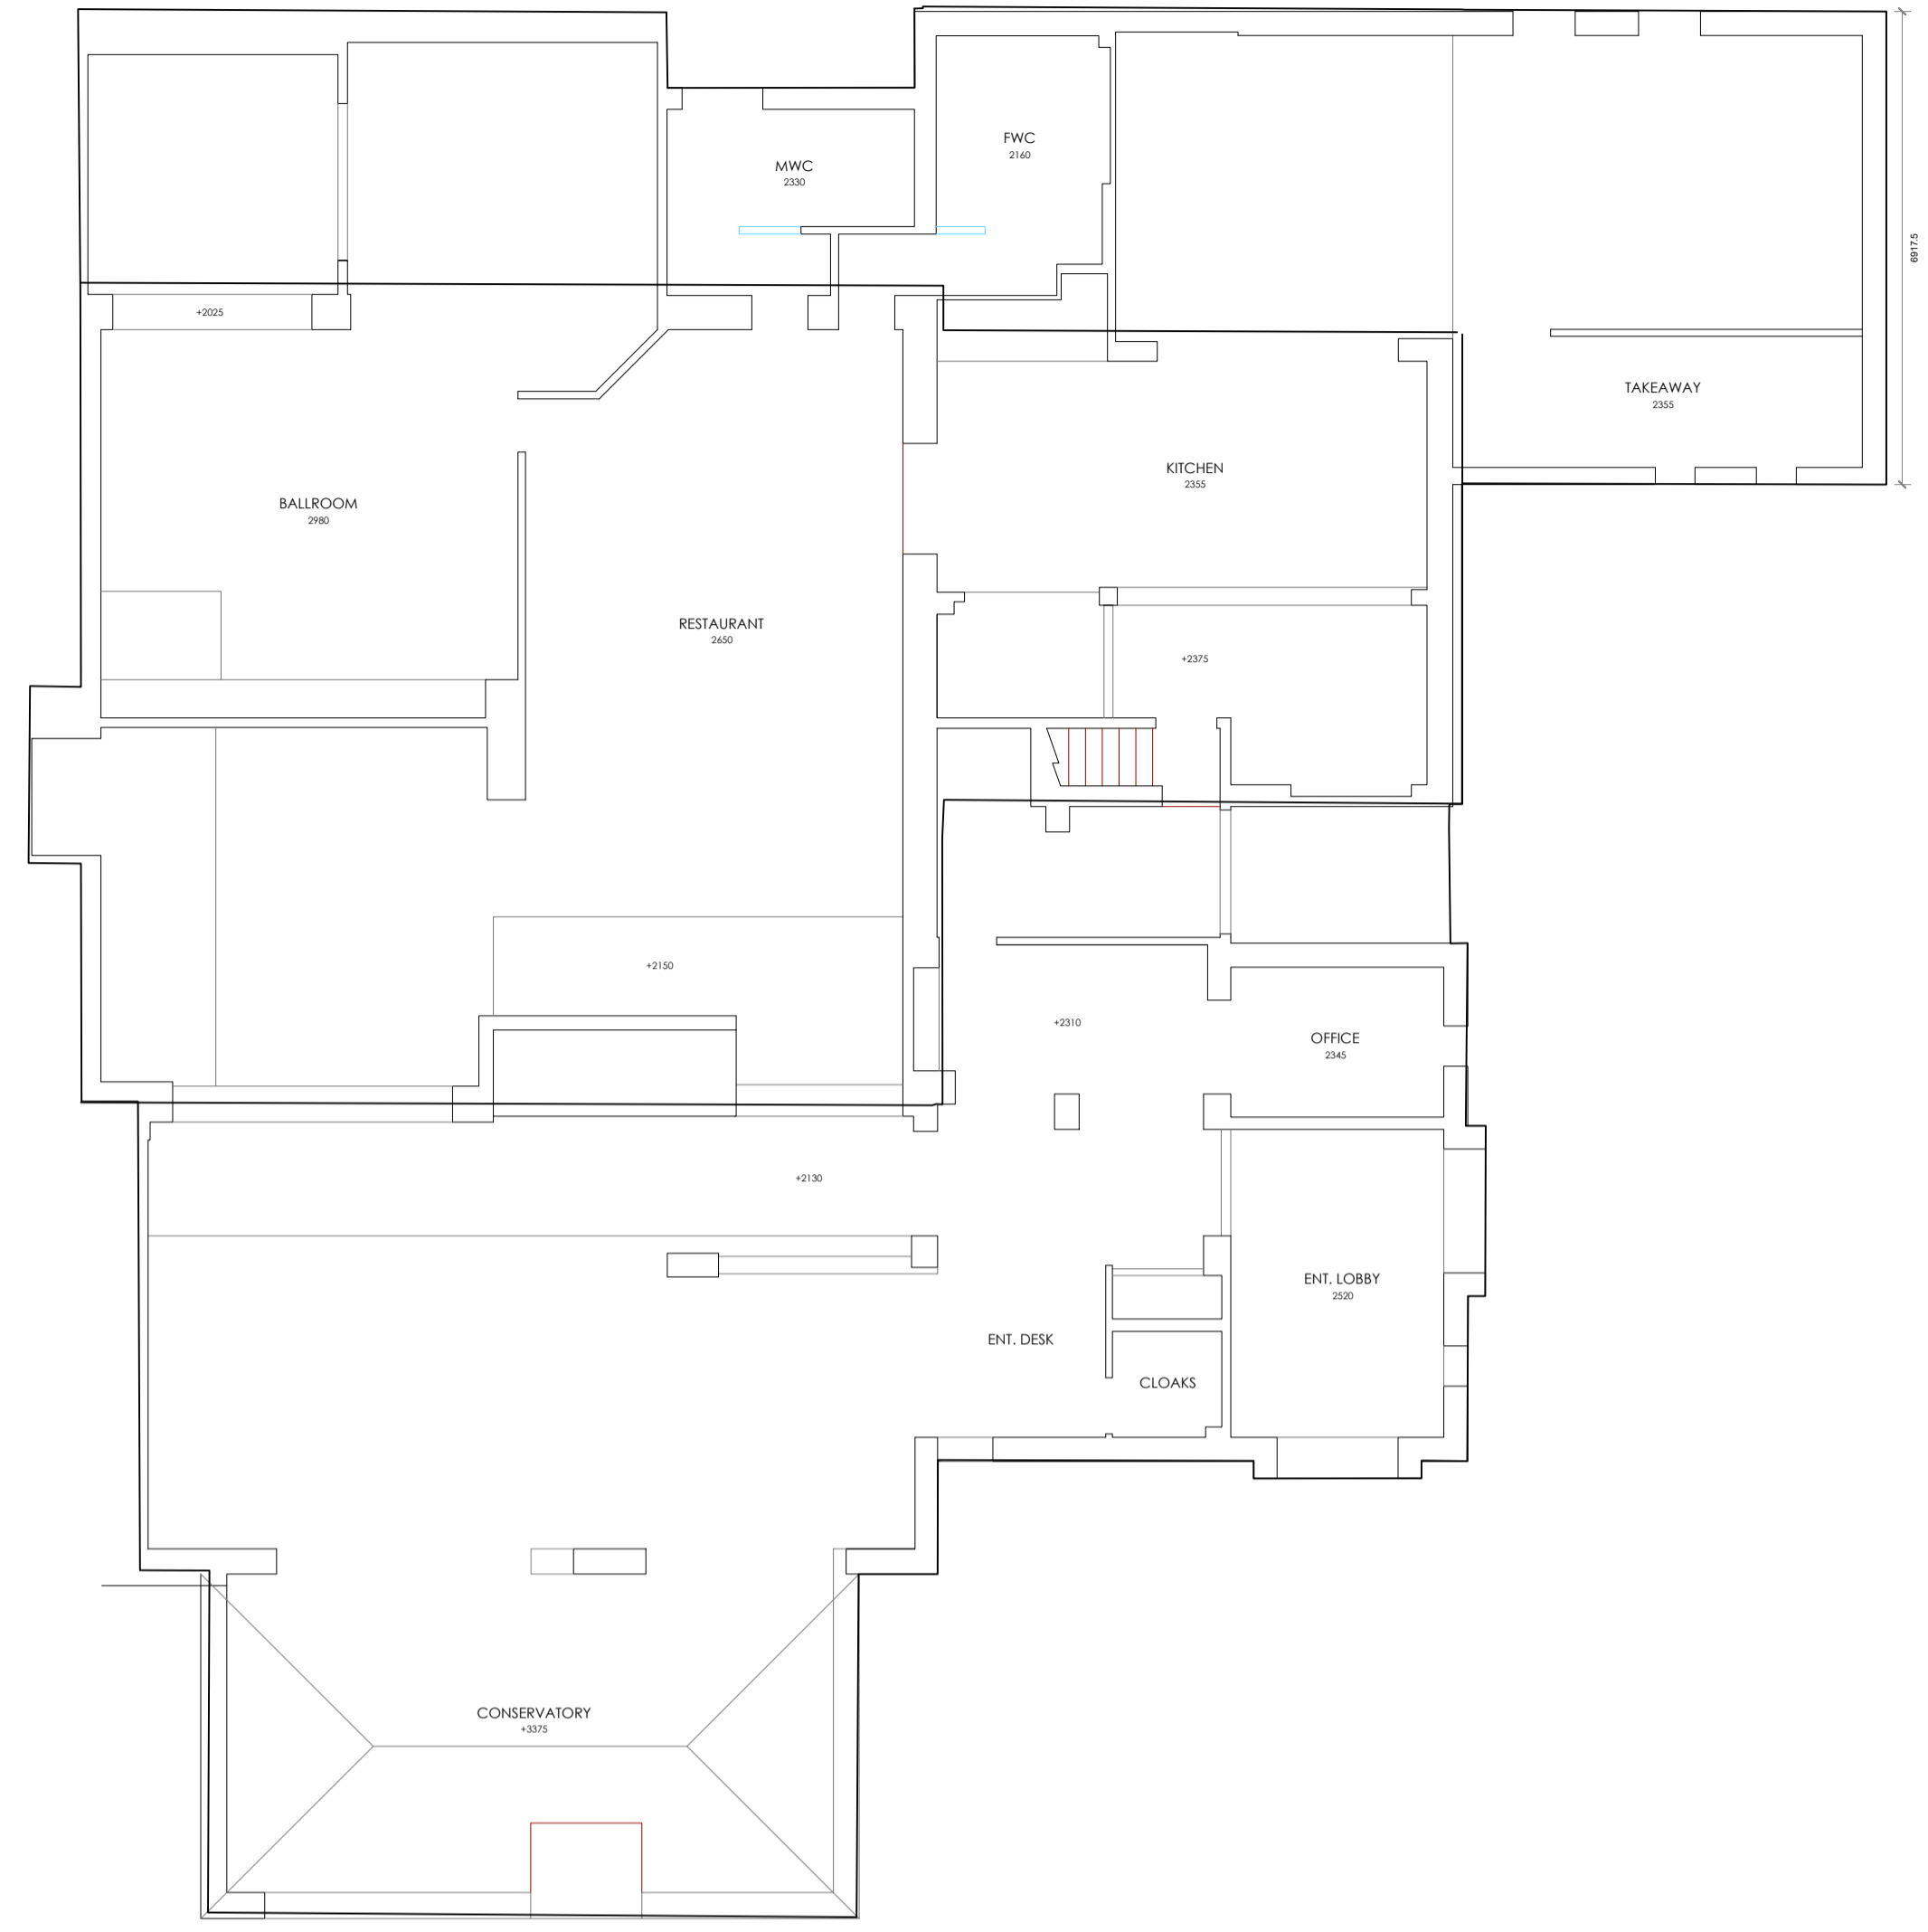 FWC
2160
MWC
2330
6917.5
+2025
TAKEAWAY
2355
KITCHEN
2355
BALLROOM
2980
RESTAURANT
2650
+2375
+2150
+2310
OFFICE
2345
+2130
ENT. LOBBY
2520
ENT. DESK
CLOAKS
CONSERVATORY
+3375